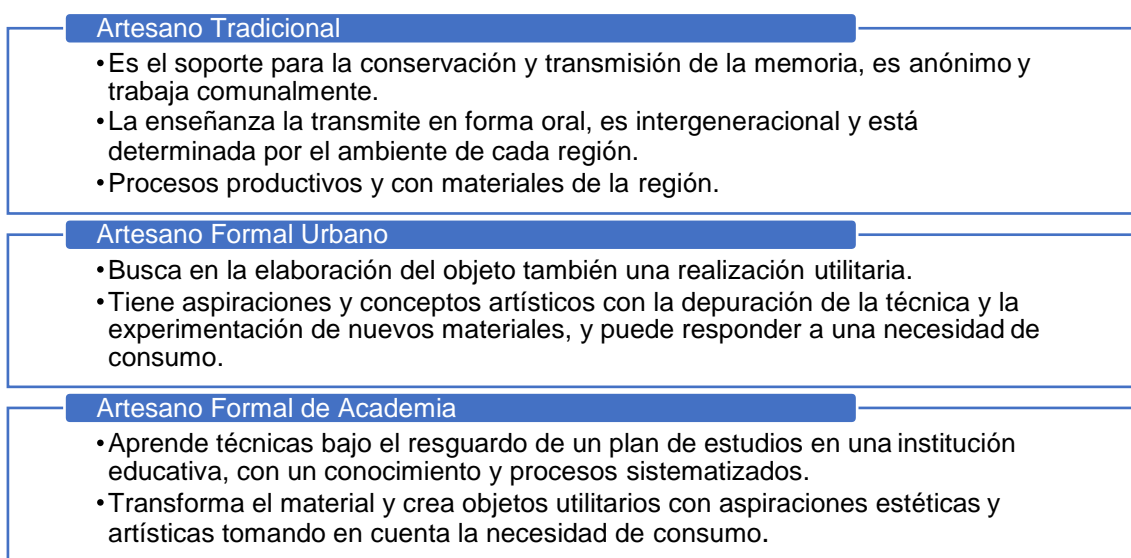 Artesano Tradicional
•Es el soporte para la conservación y transmisión de la memoria, es anónimo y
trabaja comunalmente.
•La enseñanza la transmite en forma oral, es intergeneracional y está
determinada por el ambiente de cada región.
•Procesos productivos y con materiales de la región.
Artesano Formal Urbano
•Busca en la elaboración del objeto también una realización utilitaria.
•Tiene aspiraciones y conceptos artísticos con la depuración de la técnica y la
experimentación de nuevos materiales, y puede responder a una necesidad de
consumo.
Artesano Formal de Academia
•Aprende técnicas bajo el resguardo de un plan de estudios en una institución
educativa, con un conocimiento y procesos sistematizados.
•Transforma el material y crea objetos utilitarios con aspiraciones estéticas y
artísticas tomando en cuenta la necesidad de consumo.